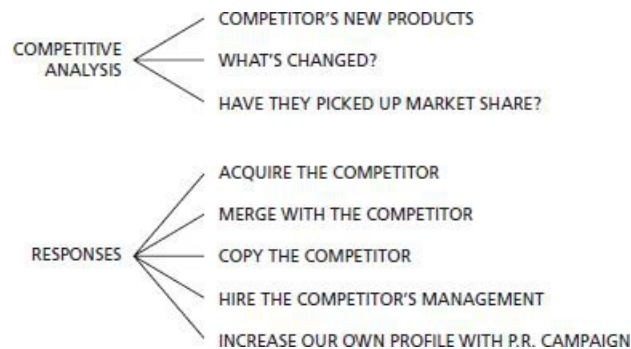 COMPETITIVE
ANALYSIS
COMPETITOR'S NEW PRODUCTS
WHAT'S CHANGED?
HAVE THEY PICKED UP MARKET SHARE?
RESPONSES
ACQUIRE THE COMPETITOR
MERGE WITH THE COMPETITOR
COPY THE COMPETITOR
HIRE THE COMPETITOR'S MANAGEMENT
INCREASE OUR OWN PROFILE WITH P.R. CAMPAIGN